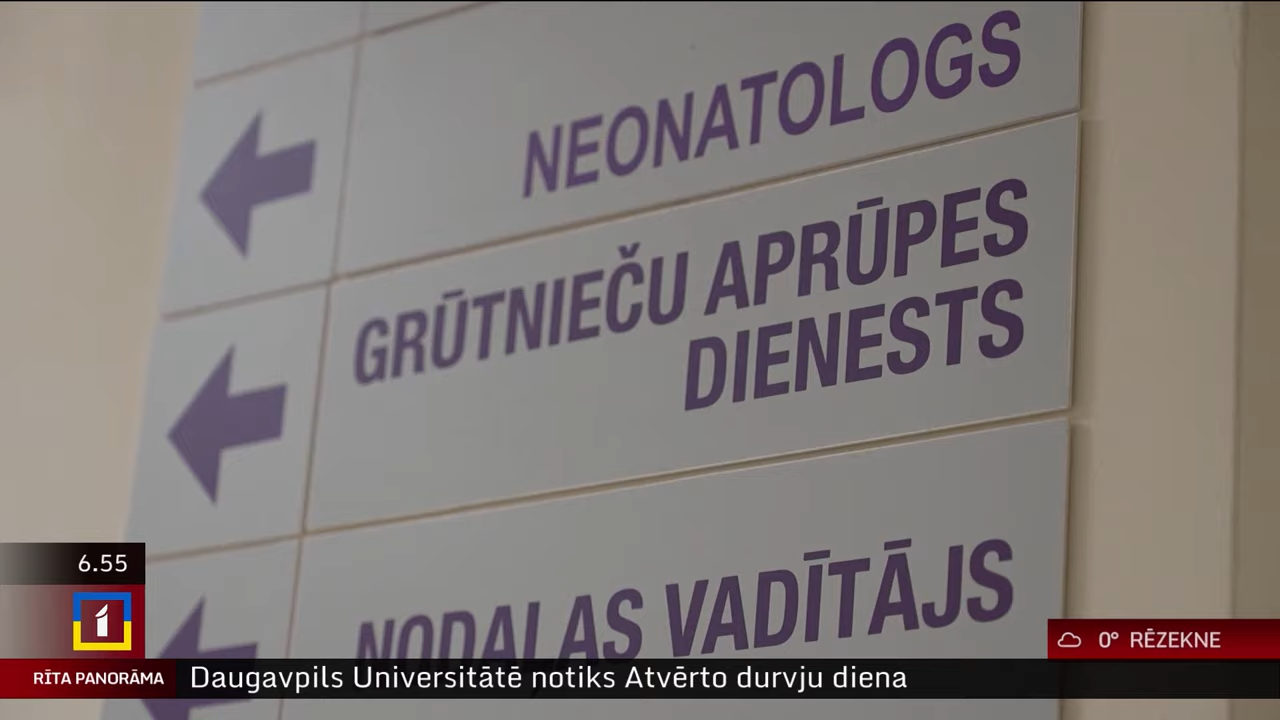 NEONATOLOGS
GRŪTNIEČU APRŪPES
DIENESTS
NODAĻAS VADĪTĀJS
6.55
1
0° RĒZEKNE
RĪTA PANORĀMA
Daugavpils Universitātē notiks Atvērto durvju diena